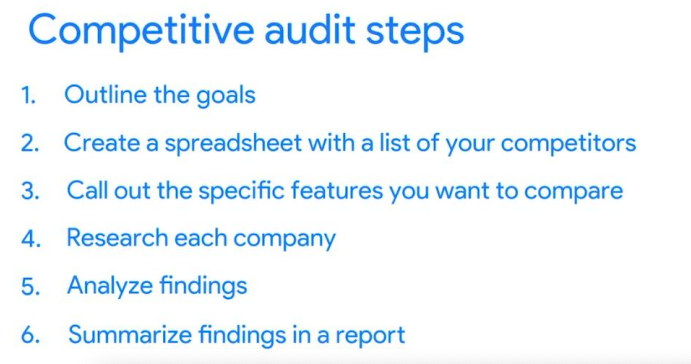 Competitive audit steps
1. Outline the goals
2. Create a spreadsheet with a list of your competitors
3. Call out the specific features you want to compare
4. Research each company
5. Analyze findings
6. Summarize findings in a report